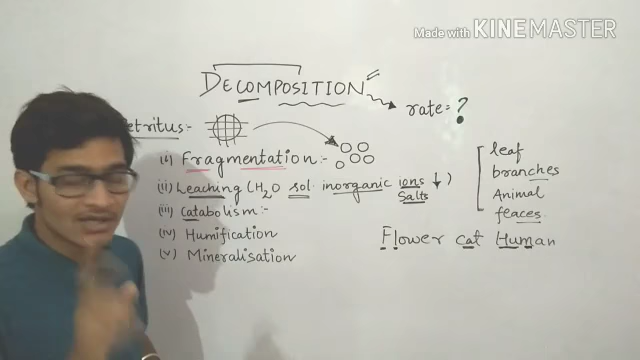 Made with KINEMASTER
DECOMPOSITION
rate = ?
etritus:-
(i) Fragmentation:-
(ii) Leaching (H2O sol. inorganic ions ↓)
Salts
(iii) Catabolism:-
(iv) Humification
(v) Mineralisation
leaf
branches
Animal
feaces.
Flower cat Human